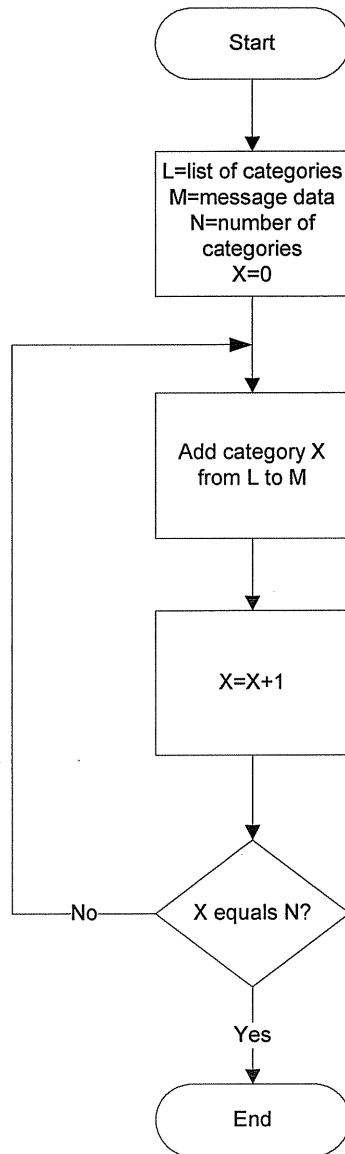 Start
L=list of categories
M=message data
N=number of
categories
X=0
Add category X
from L to M
X=X+1
X equals N?
No
Yes
End